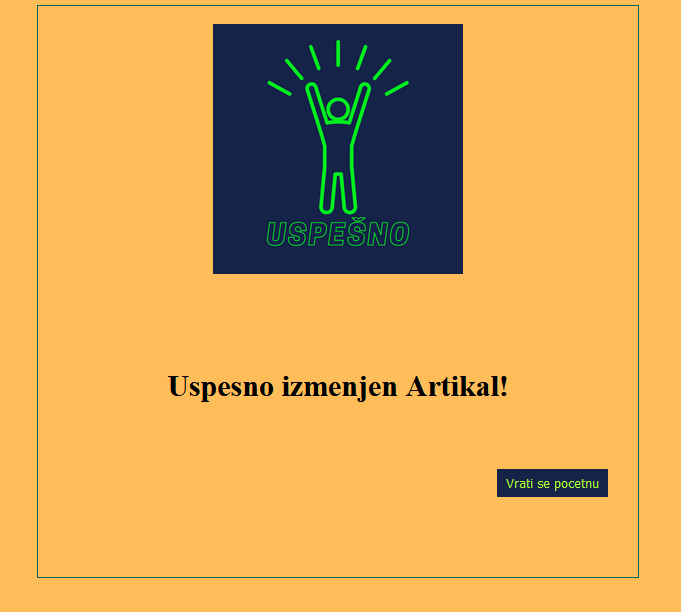 USPEŠNO
Uspesno izmenjen Artikal!
Vrati se pocetnu